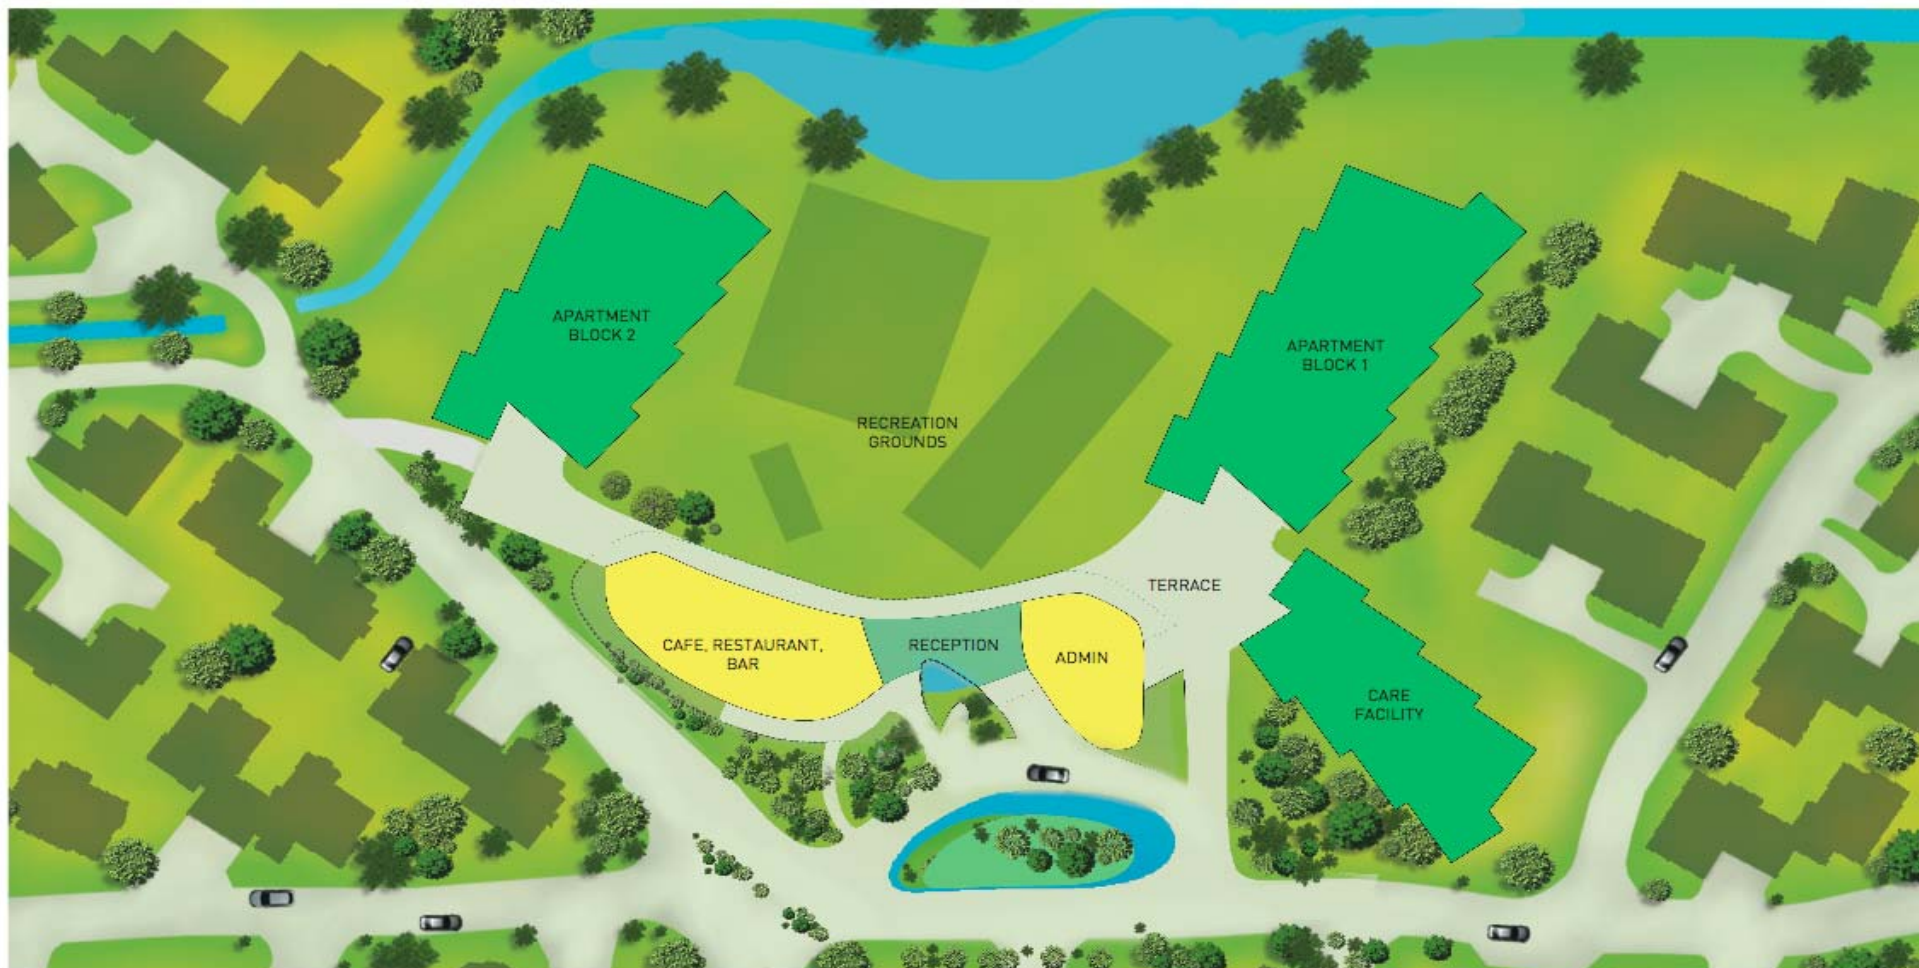 APARTMENT
BLOCK 2
APARTMENT
BLOCK 1
RECREATION
GROUNDS
TERRACE
CAFE, RESTAURANT,
BAR
RECEPTION
ADMIN
CARE
FACILITY